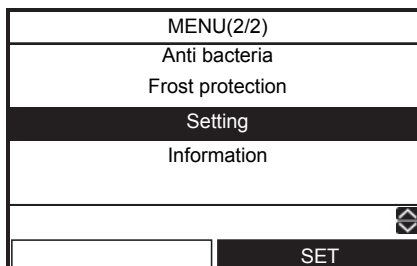 MENU(2/2)
Anti bacteria
Frost protection
Setting
Information
SET